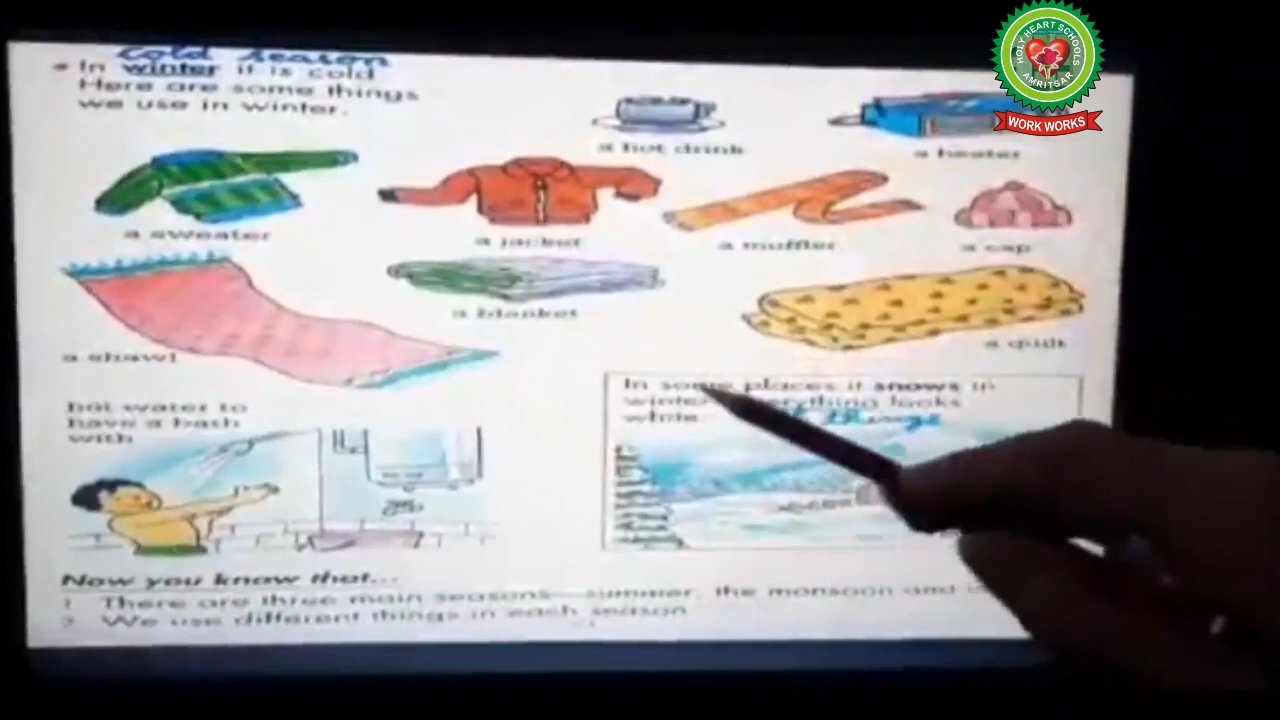 cold season
In winter it is cold
Here are some things
we use in winter.
a hot drink
a heater
a sweater
a jacket
a muffler
a cap
a shawl
a blanket
a quilt
hot water to
have a bath
with
In some places it snows in
winter everything looks
white. things
Now you know that...
1 There are three main seasons—summer, the monsoon and
2 We use different things in each season
HOLY HEART SCHOOLS
AMRITSAR
WORK WORKS